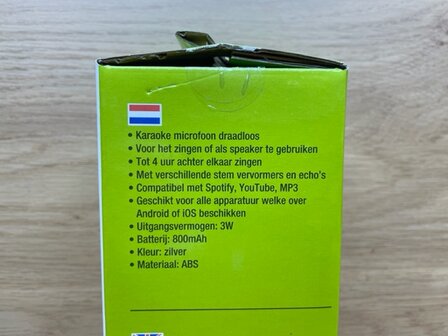 • Karaoke microfoon draadloos
• Voor het zingen of als speaker te gebruiken
• Tot 4 uur achter elkaar zingen
• Met verschillende stem vervormers en echo's
• Compatibel met Spotify, YouTube, MP3
• Geschikt voor alle apparatuur welke over
Android of iOS beschikken
• Uitgangsvermogen: 3W
• Batterij: 800mAh
• Kleur: zilver
• Materiaal: ABS